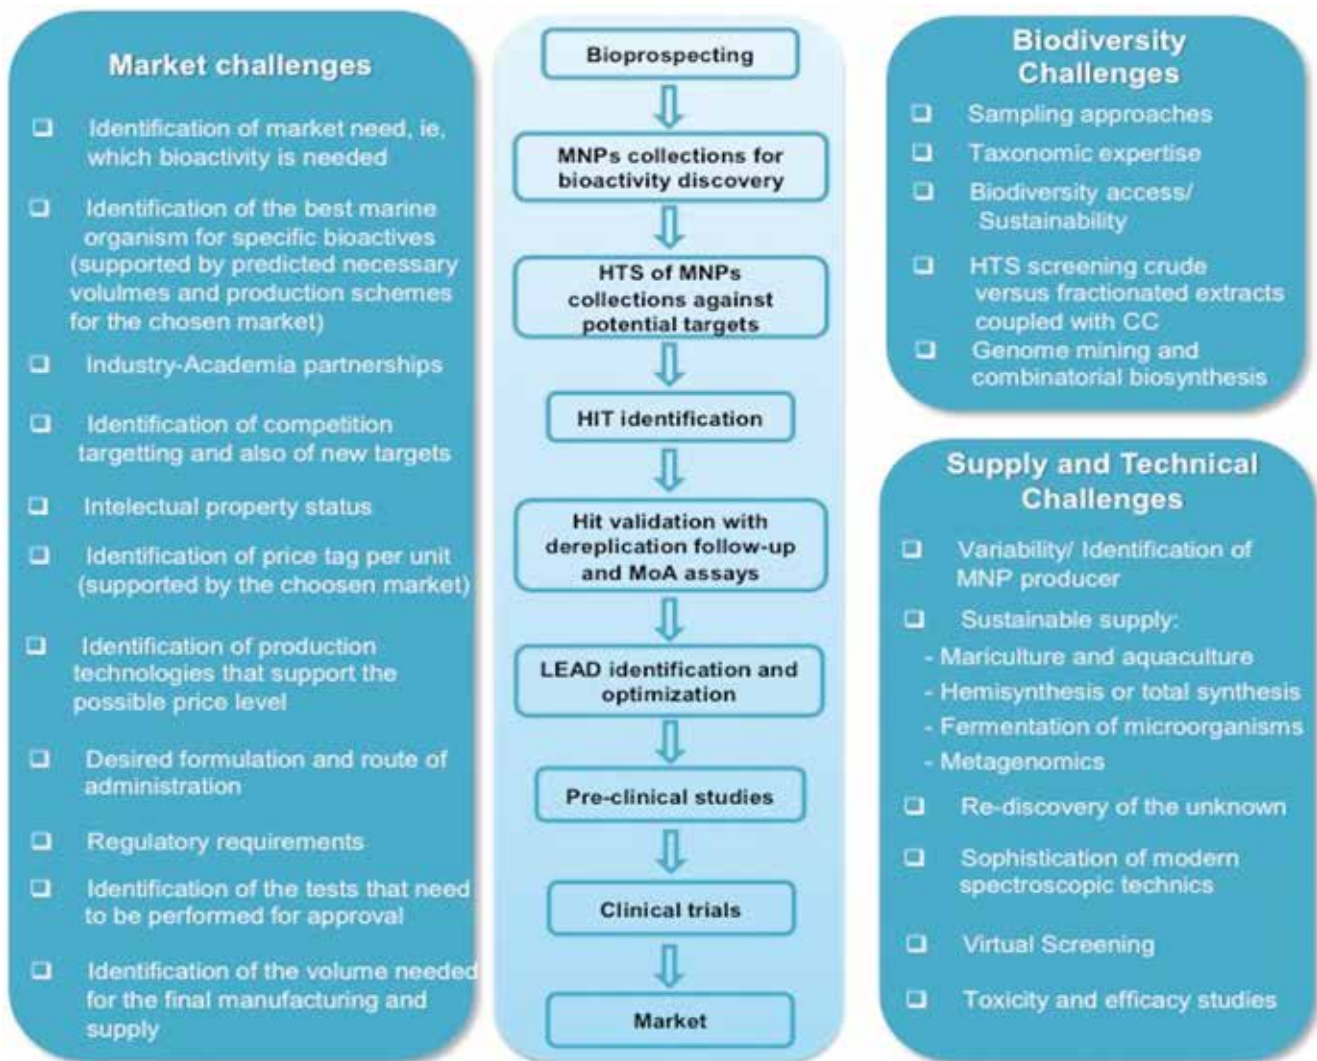 Market challenges
❑ Identification of market need, ie,
which bioactivity is needed
❑ Identification of the best marine
organism for specific bioactives
(supported by predicted necessary
volulmes and production schemes
for the chosen market)
❑ Industry-Academia partnerships
❑ Identification of competition
targetting and also of new targets
❑ Intelectual property status
❑ Identification of price tag per unit
(supported by the choosen market)
❑ Identification of production
technologies that support the
possible price level
❑ Desired formulation and route of
administration
❑ Regulatory requirements
❑ Identification of the tests that need
to be performed for approval
❑ Identification of the volume needed
for the final manufacturing and
supply
Bioprospecting
MNPs collections for
bioactivity discovery
HTS of MNPs
collections against
potential targets
HIT identification
Hit validation with
dereplication follow-up
and MoA assays
LEAD identification and
optimization
Pre-clinical studies
Clinical trials
Market
Biodiversity
Challenges
❑ Sampling approaches
❑ Taxonomic expertise
❑ Biodiversity access/
Sustainability
❑ HTS screening crude
versus fractionated extracts
coupled with CC
❑ Genome mining and
combinatorial biosynthesis
Supply and Technical
Challenges
❑ Variability/ Identification of
MNP producer
❑ Sustainable supply:
- Mariculture and aquaculture
- Hemisynthesis or total synthesis
- Fermentation of microorganisms
- Metagenomics
❑ Re-discovery of the unknown
❑ Sophistication of modern
spectroscopic technics
❑ Virtual Screening
❑ Toxicity and efficacy studies